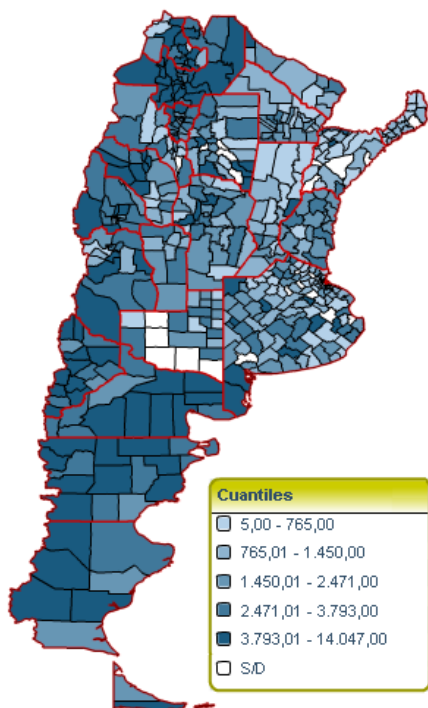 Cuantiles
5,00 - 765,00
765,01 - 1.450,00
1.450,01 - 2.471,00
2.471,01 - 3.793,00
3.793,01 - 14.047,00
S/D